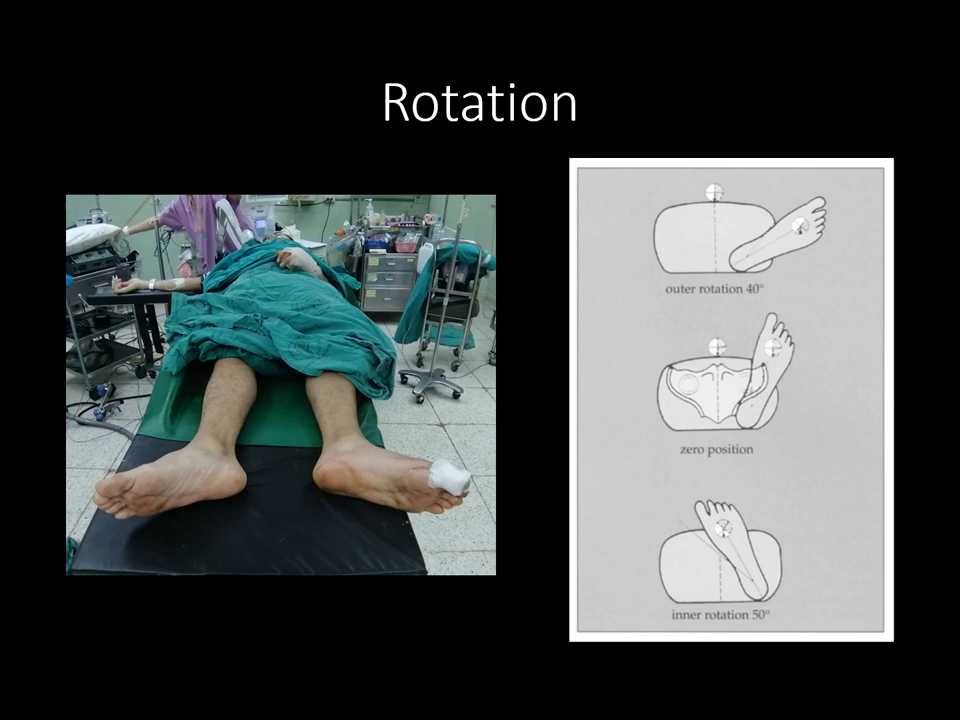 Rotation
outer rotation 40°
zero position
inner rotation 50°